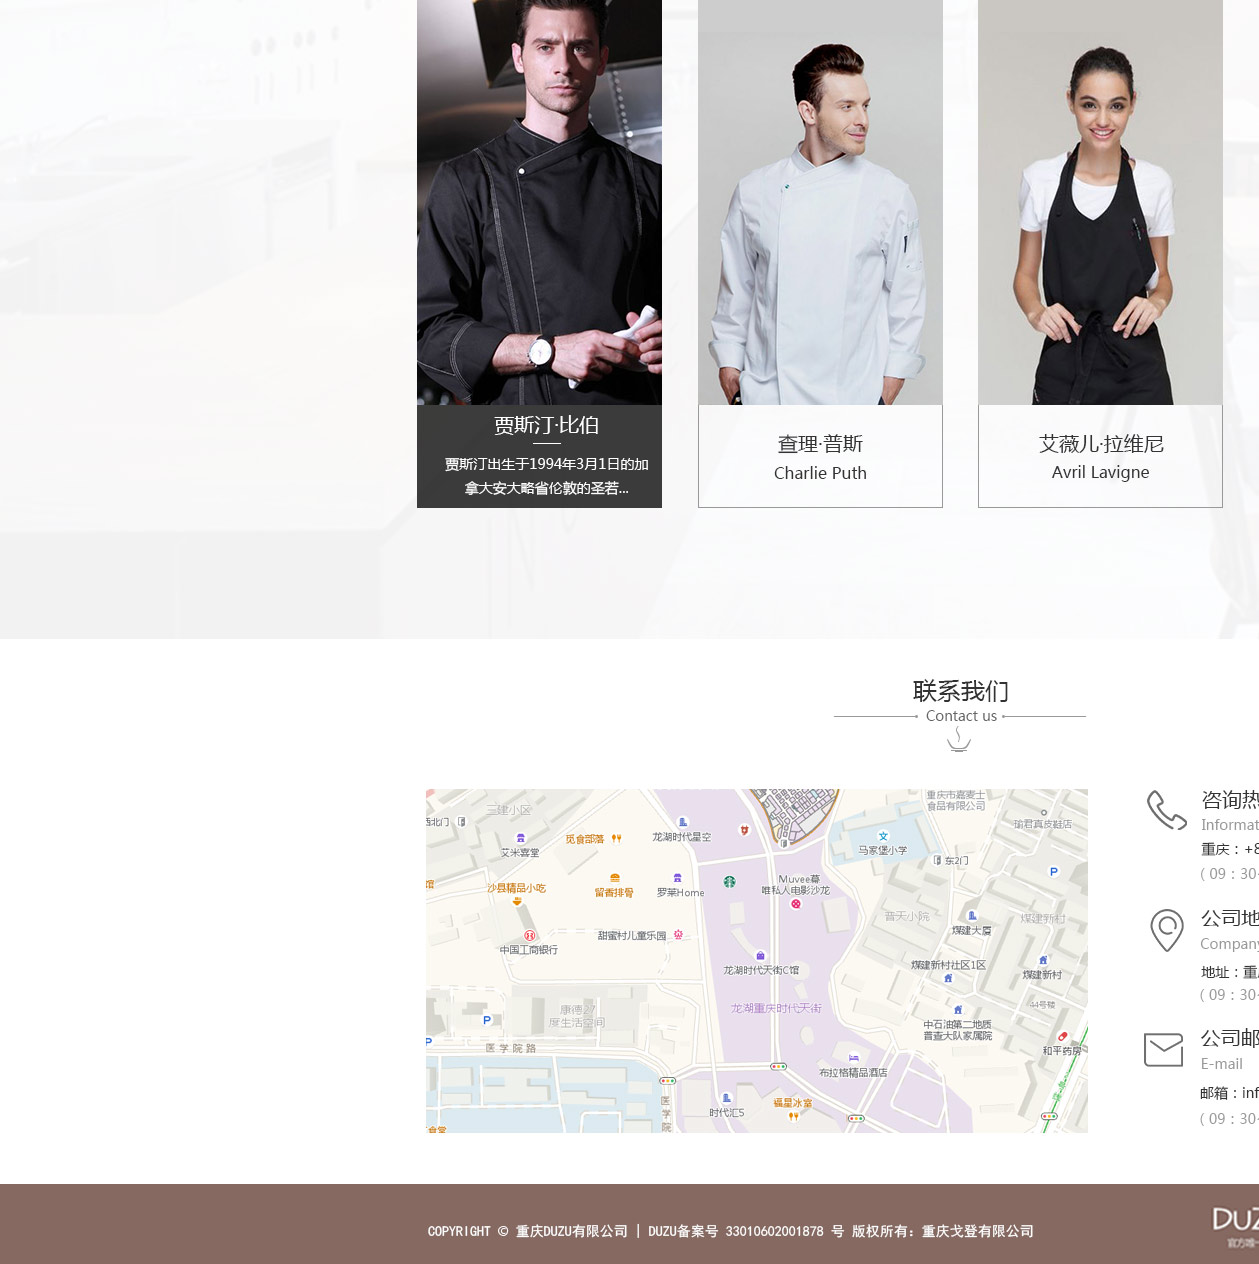 贾斯汀·比伯
贾斯汀出生于1994年3月1日的加
拿大安大略省伦敦的圣若...
查理·普斯
Charlie Puth
艾薇儿·拉维尼
Avril Lavigne
联系我们
Contact us
三建小区
西北门
艾米嘉堂
觅食部落
龙湖时代星空
重庆市嘉麦士
食品有限公司
瑜君真皮鞋店
马家堡小学
东2门
P
沙县精品小吃
留香排骨
罗莱Home
Muvee幕
唯私人电影沙龙
普天小院
煤建新村
煤建大厦
中国工商银行
甜蜜村儿童乐园
龙湖时代天街C馆
煤建新村社区1区
煤建新村
龙湖重庆时代天街
44号楼
康德27
度生活空间
P
P
中石油第二地质
普查大队家属院
医学院路
和平药房
布拉格精品酒店
医学院
时代汇5
福星冰室
咨询热
Informat
重庆：+8
( 09 : 30-
公司地
Company
地址：重
( 09 : 30-
公司邮
E-mail
邮箱：inf
( 09 : 30-
COPYRIGHT © 重庆DUZU有限公司 | DUZU备案号 33010602001878 号 版权所有：重庆戈登有限公司
DUZ
官方唯一